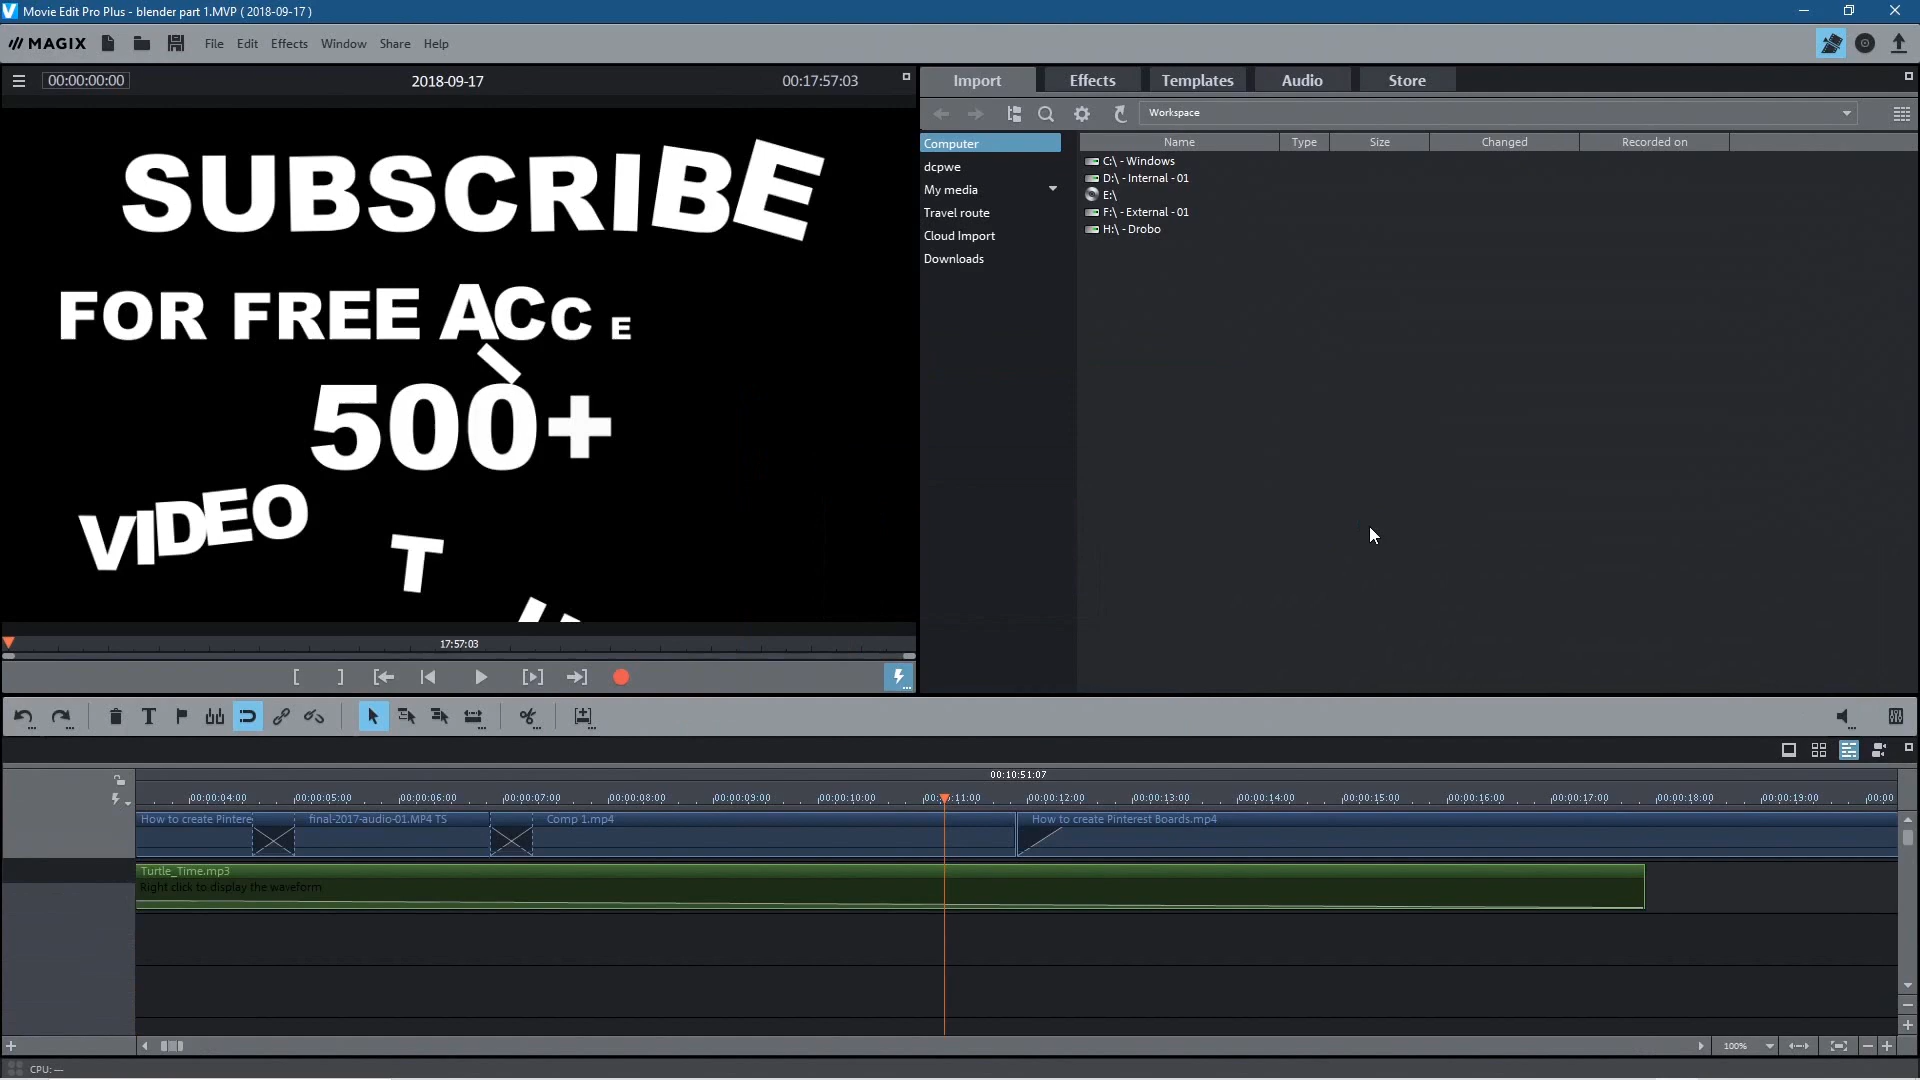 Movie Edit Pro Plus - blender part 1.MVP ( 2018-09-17 )
MAGIX File Edit Effects Window Share Help
00:00:00:00 2018-09-17 00:17:57:03
Import Effects Templates Audio Store
Workspace
Computer
dcpwe
My media
Travel route
Cloud Import
Downloads
Name Type Size Changed Recorded on
C:\ - Windows
D:\ - Internal - 01
E:\
F:\ - External - 01
H:\ - Drobo
SUBSCRIBE
FOR FREE ACC E
500+
VIDEO
T
17:57:03
00:10:51:07
00:00:04:00 00:00:05:00 00:00:06:00 00:00:07:00 00:00:08:00 00:00:09:00 00:00:10:00 00:00:11:00 00:00:12:00 00:00:13:00 00:00:14:00 00:00:15:00 00:00:16:00 00:00:17:00 00:00:18:00 00:00:19:00 00:00
How to create Pintere final-2017-audio-01.MP4 TS Comp 1.mp4 How to create Pinterest Boards.mp4
Turtle_Time.mp3
Right click to display the waveform
100%
CPU: —